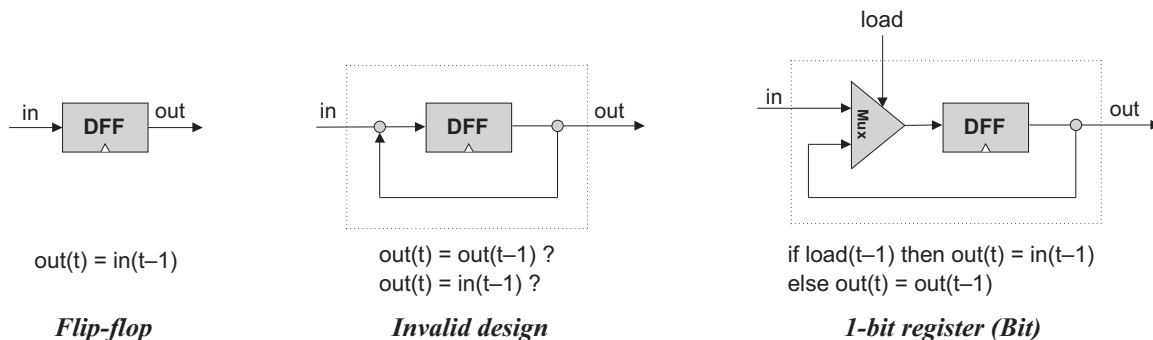 in
DFF
out
out(t) = in(t–1)
Flip-flop
in
DFF
out
out(t) = out(t–1) ?
out(t) = in(t–1) ?
Invalid design
load
in
Mux
DFF
out
if load(t–1) then out(t) = in(t–1)
else out(t) = out(t–1)
1-bit register (Bit)